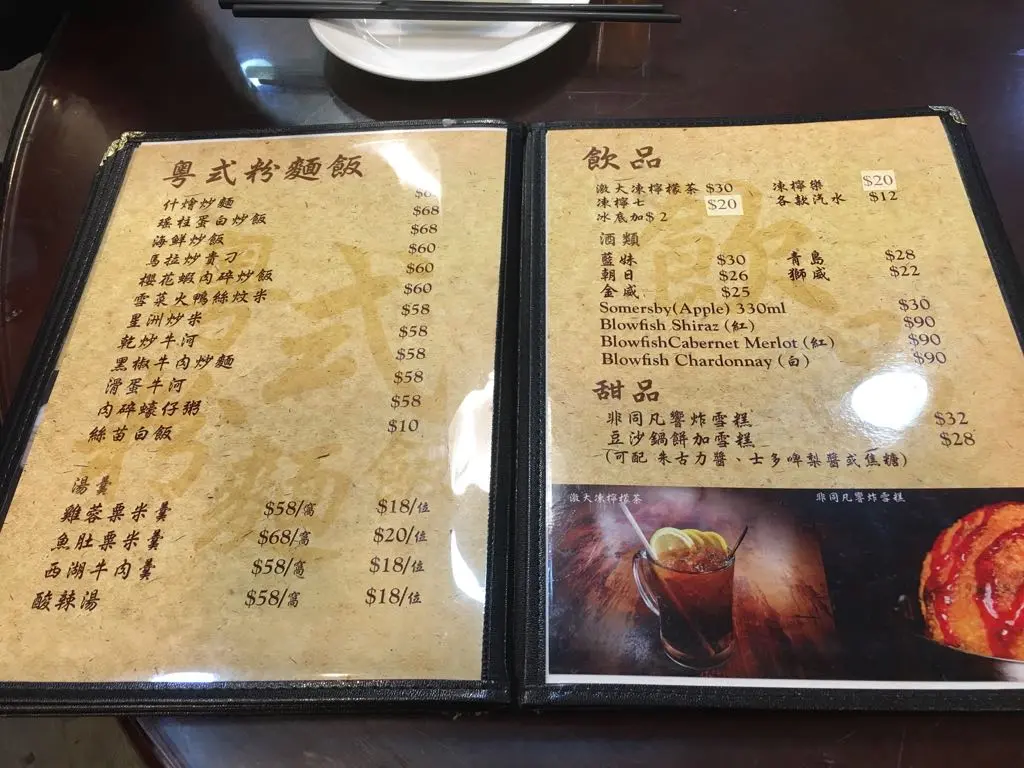 粵式粉麵飯
什燴炒麵
瑤柱蛋白炒飯 $68
海鮮炒飯 $68
馬拉炒貴刁 $60
櫻花蝦肉碎炒飯 $60
雪菜火鴨絲炆米 $60
星洲炒米 $58
乾炒牛河 $58
黑椒牛肉炒麵 $58
滑蛋牛河 $58
肉碎蠔仔粥 $58
絲苗白飯 $10
湯羹
雞蓉粟米羹 $58/窩 $18/位
魚肚粟米羹 $68/窩 $20/位
西湖牛肉羹 $58/窩 $18/位
酸辣湯 $58/窩 $18/位
飲品
激大凍檸檬茶 $30 凍檸樂 $20
凍檸七 $20 各款汽水 $12
冰底加$2
酒類
藍妹 $30 青島 $28
朝日 $26 獅威 $22
金威 $25
Somersby(Apple) 330ml $30
Blowfish Shiraz (紅) $90
BlowfishCabernet Merlot (紅) $90
Blowfish Chardonnay (白) $90
甜品
非同凡響炸雪糕 $32
豆沙鍋餅加雪糕 $28
(可配 朱古力醬、士多啤梨醬或焦糖)
激大凍檸檬茶 非同凡響炸雪糕